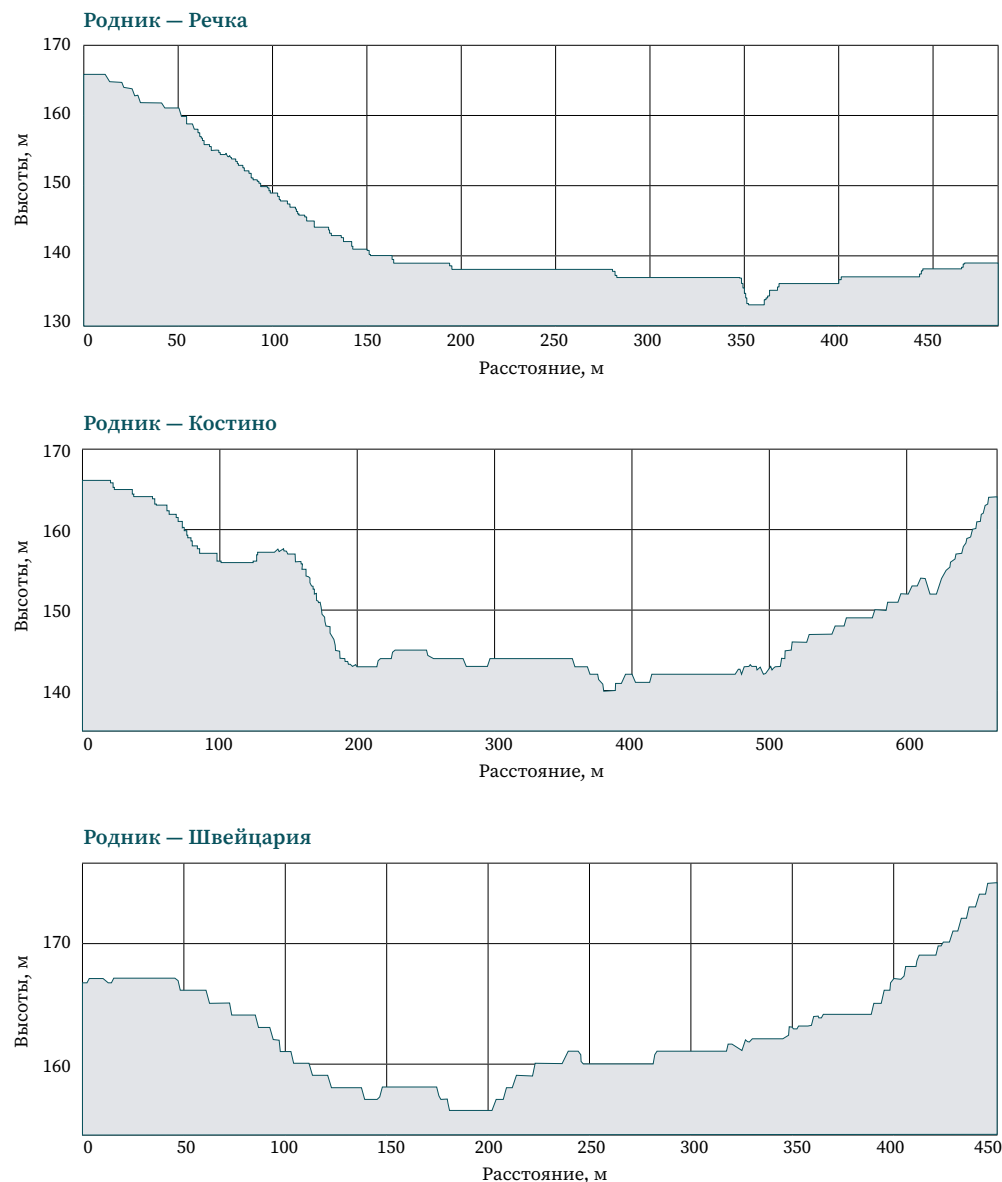 Родник — Речка
170
160
150
140
130
Высоты, м
0 50 100 150 200 250 300 350 400 450
Расстояние, м
Родник — Костино
170
160
150
140
Высоты, м
0 100 200 300 400 500 600
Расстояние, м
Родник — Швейцария
170
160
Высоты, м
0 50 100 150 200 250 300 350 400 450
Расстояние, м